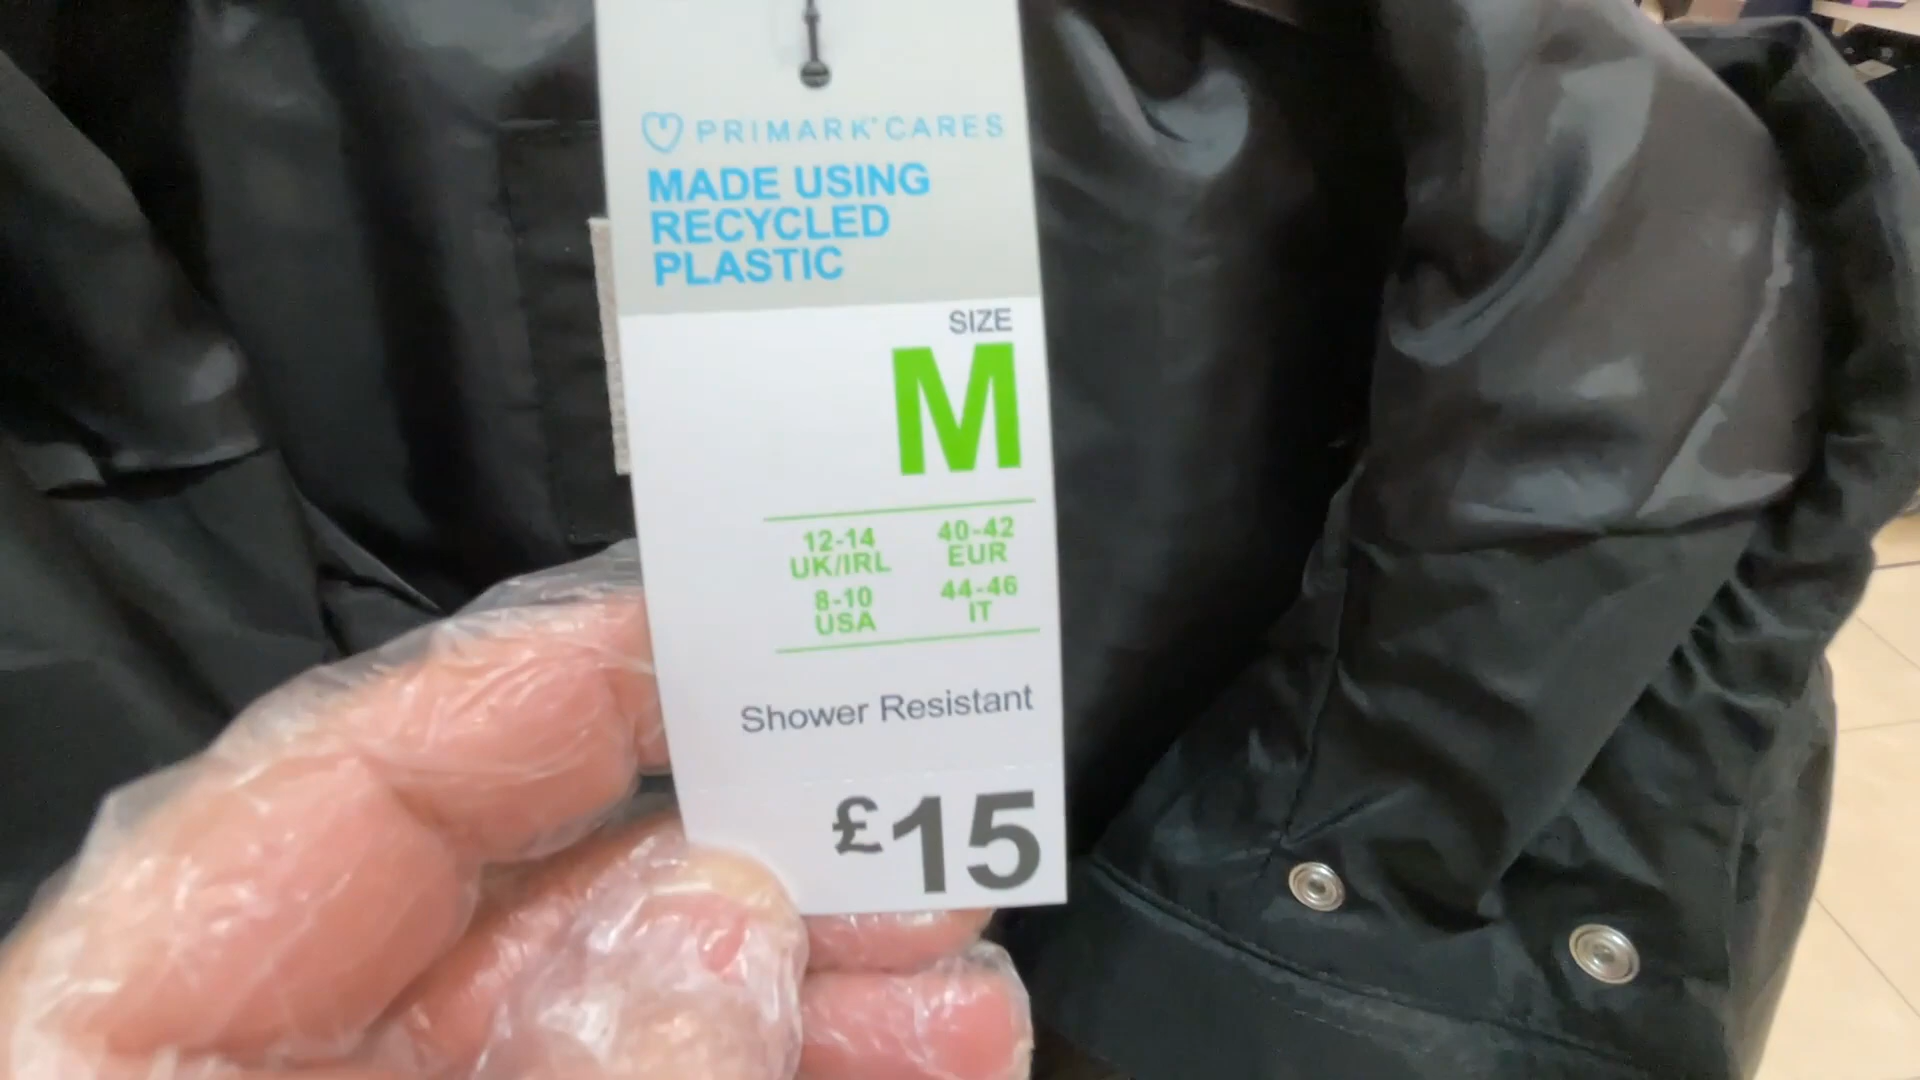 PRIMARK® CARES
MADE USING
RECYCLED
PLASTIC
SIZE
M
12-14 40-42
UK/IRL EUR
8-10 44-46
USA IT
Shower Resistant
£15